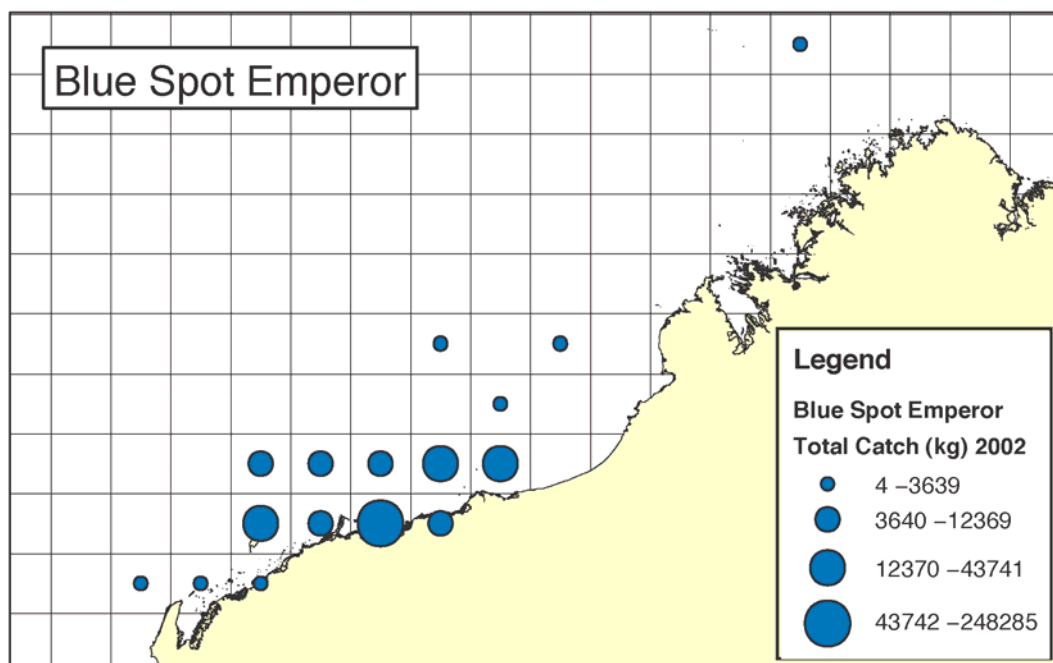 Blue Spot Emperor
Legend
Blue Spot Emperor
Total Catch (kg) 2002
4 –3639
3640 –12369
12370 –43741
43742 –248285